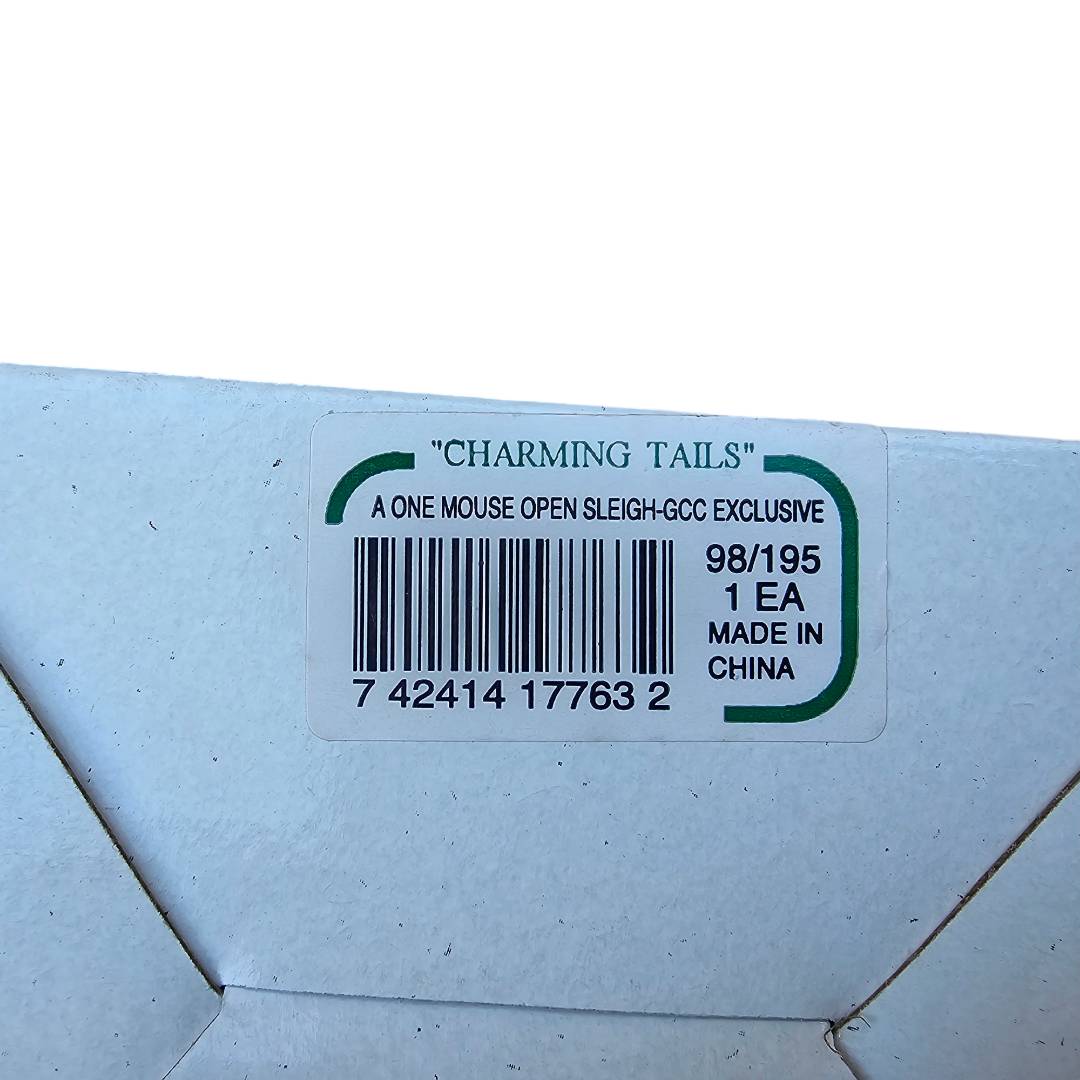 "CHARMING TAILS"
A ONE MOUSE OPEN SLEIGH-GCC EXCLUSIVE
98/195
1 EA
MADE IN
CHINA
7 42414 17763 2